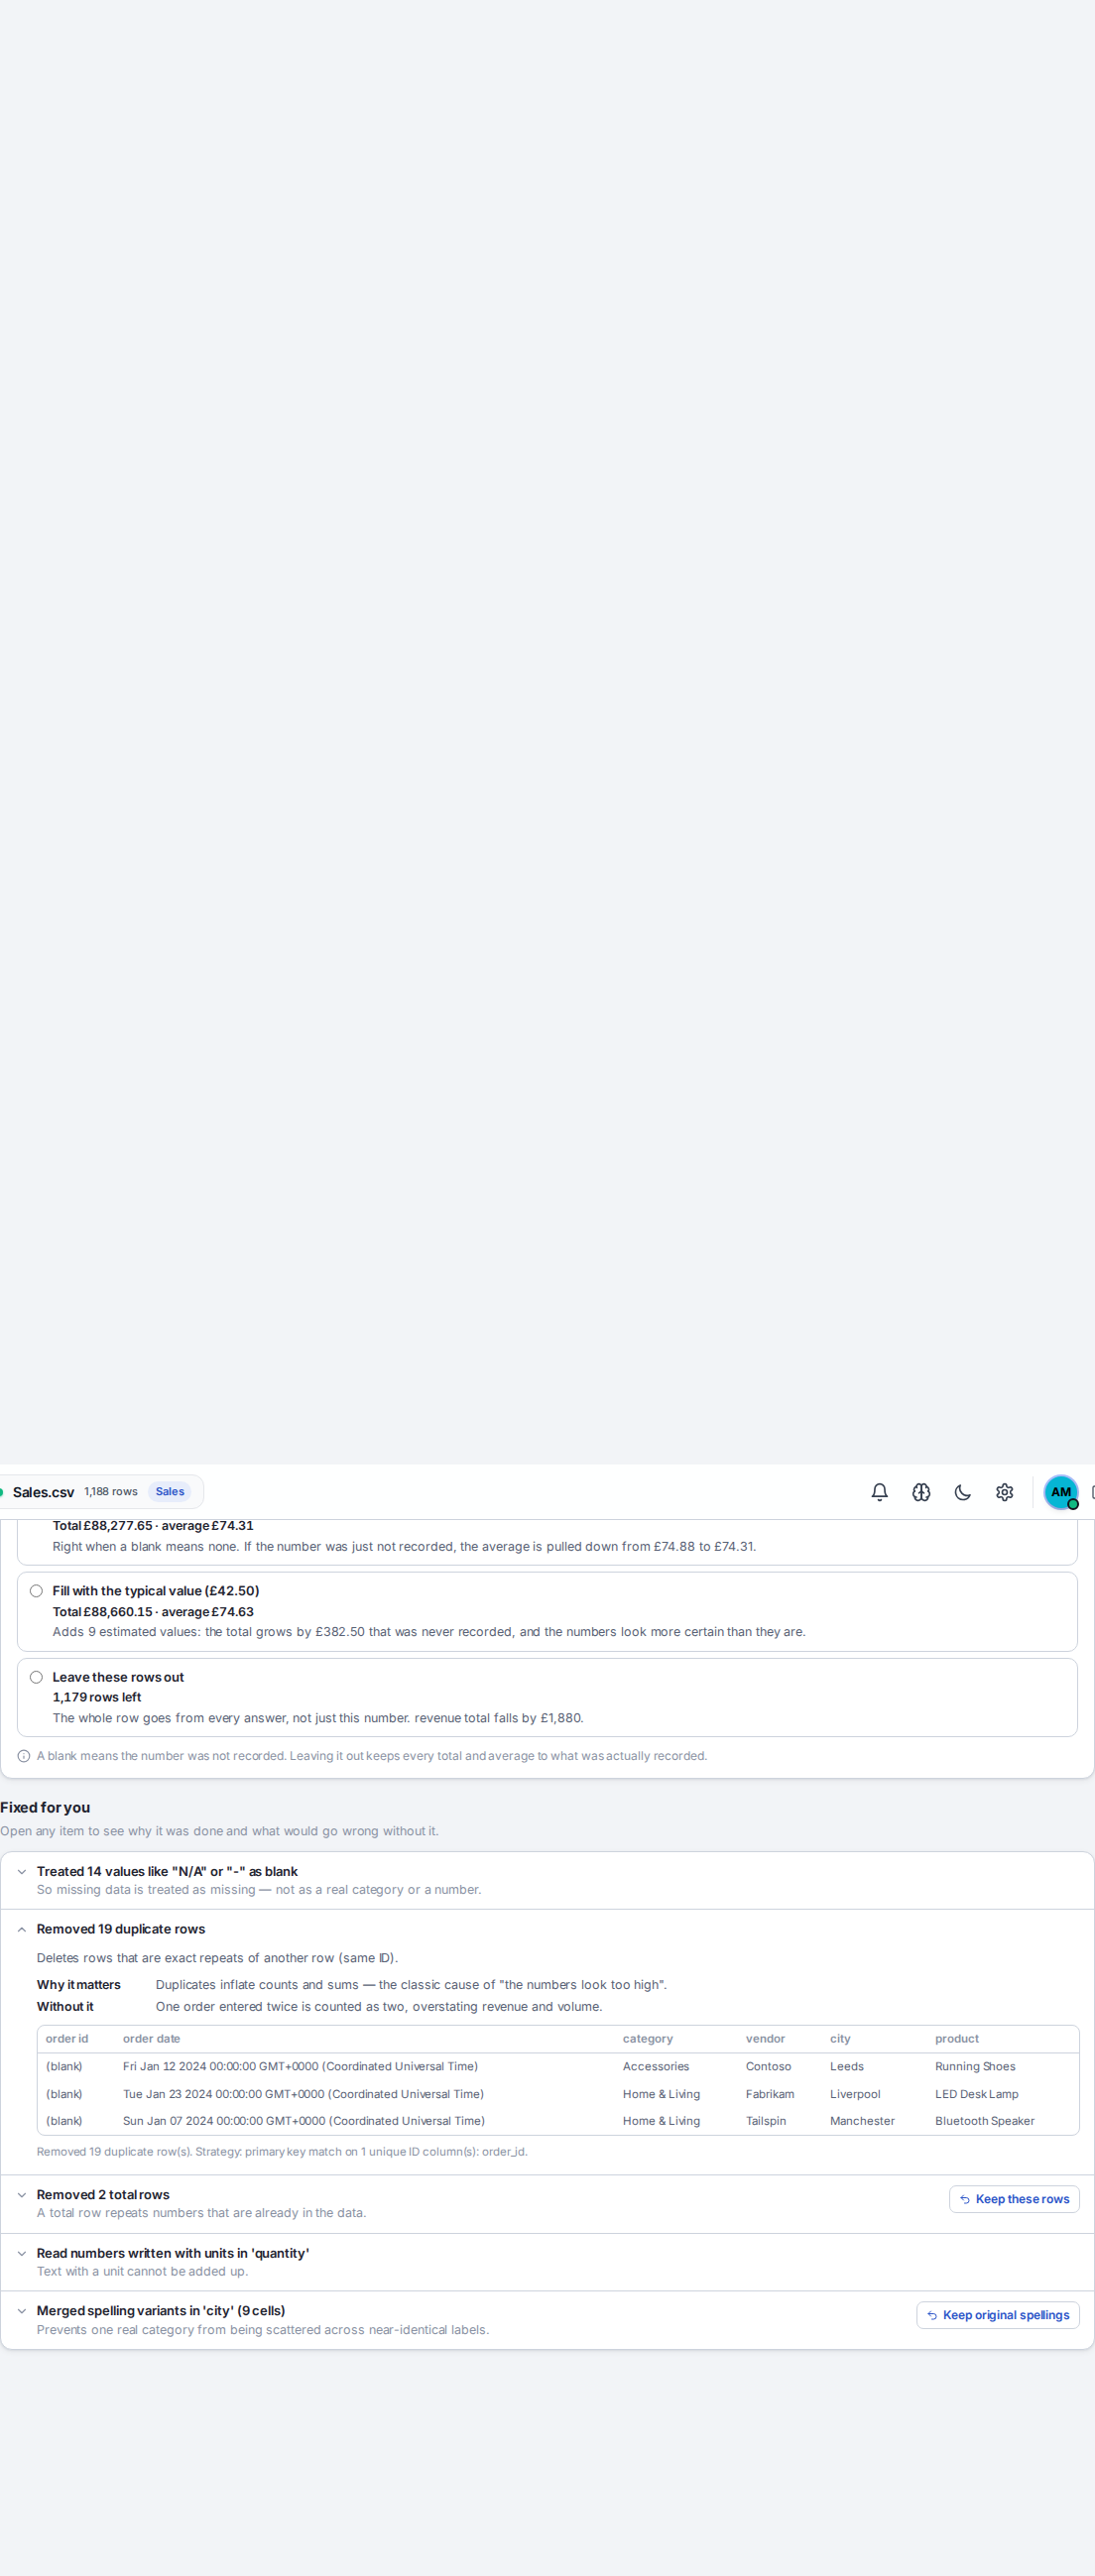 Sales.csv 1,188 rows Sales AM
Total £88,277.65 · average £74.31
Right when a blank means none. If the number was just not recorded, the average is pulled down from £74.88 to £74.31.
Fill with the typical value (£42.50)
Total £88,660.15 · average £74.63
Adds 9 estimated values: the total grows by £382.50 that was never recorded, and the numbers look more certain than they are.
Leave these rows out
1,179 rows left
The whole row goes from every answer, not just this number. revenue total falls by £1,880.
A blank means the number was not recorded. Leaving it out keeps every total and average to what was actually recorded.
Fixed for you
Open any item to see why it was done and what would go wrong without it.
Treated 14 values like "N/A" or "-" as blank
So missing data is treated as missing — not as a real category or a number.
Removed 19 duplicate rows
Deletes rows that are exact repeats of another row (same ID).
Why it matters Duplicates inflate counts and sums — the classic cause of "the numbers look too high".
Without it One order entered twice is counted as two, overstating revenue and volume.
order id order date category vendor city product
(blank) Fri Jan 12 2024 00:00:00 GMT+0000 (Coordinated Universal Time) Accessories Contoso Leeds Running Shoes
(blank) Tue Jan 23 2024 00:00:00 GMT+0000 (Coordinated Universal Time) Home & Living Fabrikam Liverpool LED Desk Lamp
(blank) Sun Jan 07 2024 00:00:00 GMT+0000 (Coordinated Universal Time) Home & Living Tailspin Manchester Bluetooth Speaker
Removed 19 duplicate row(s). Strategy: primary key match on 1 unique ID column(s): order_id.
Removed 2 total rows
Keep these rows
A total row repeats numbers that are already in the data.
Read numbers written with units in 'quantity'
Text with a unit cannot be added up.
Merged spelling variants in 'city' (9 cells)
Keep original spellings
Prevents one real category from being scattered across near-identical labels.